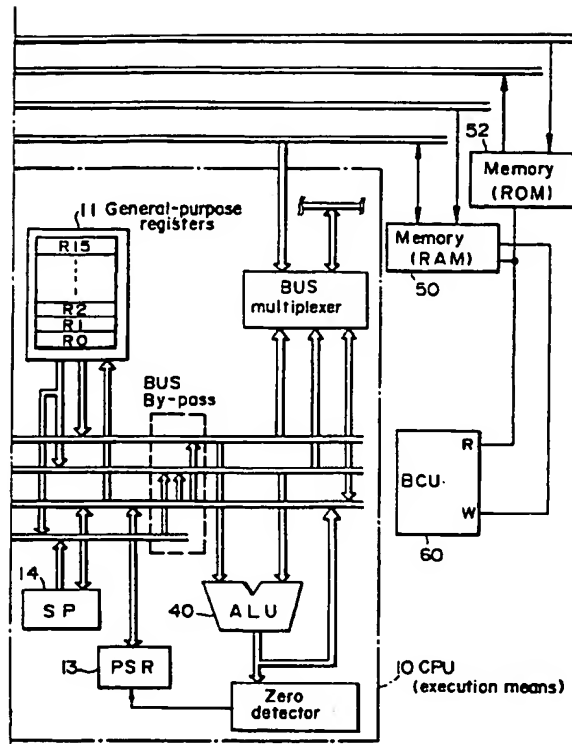 52
Memory
(ROM)
11 General-purpose
registers
R15
R2
R1
R0
Memory
(RAM)
50
BUS
multiplexer
BUS
By-pass
R
BCU
W
60
14
SP
40
ALU
13
PSR
10 CPU
(execution means)
Zero
detector